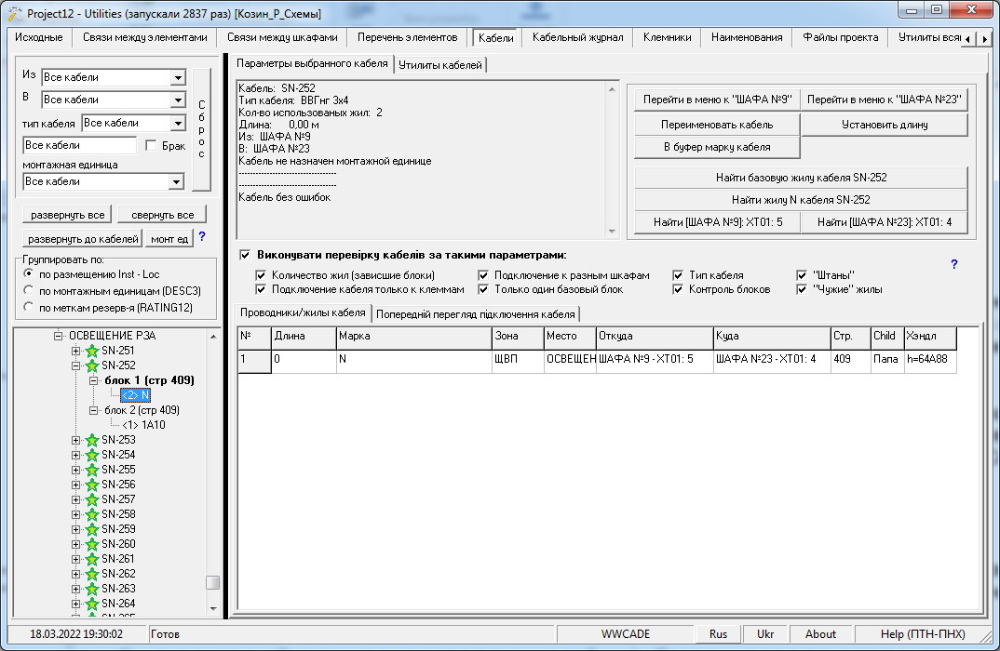 Project12 - Utilities (запускали 2837 раз) [Козин_Р_Схемы]
Исходные
Связи между элементами
Связи между шкафами
Перечень элементов
Кабели
Кабельный журнал
Клемники
Наименования
Файлы проекта
Утилиты вся
Из
Все кабели
В
Все кабели
тип кабеля
Все кабели
Все кабели
Брак
монтажная единица
Все кабели
Сброс
развернуть все
свернуть все
развернуть до кабелей
монт ед
?
Группировать по:
по размещению Inst - Loc
по монтажным единицам (DESC3)
по меткам резерв-я (RATING12)
ОСВЕЩЕНИЕ РЗА
SN-251
SN-252
блок 1 (стр 409)
<2> N
блок 2 (стр 409)
<1> 1A10
SN-253
SN-254
SN-255
SN-256
SN-257
SN-258
SN-259
SN-260
SN-261
SN-262
SN-263
SN-264
SN-265
Параметры выбранного кабеля
Утилиты кабелей
Кабель: SN-252
Тип кабеля: ВВГнг 3х4
Кол-во использованых жил: 2
Длина: 0,00 м
Из: ШАФА №9
В: ШАФА №23
Кабель не назначен монтажной единице
-----------------------------------
-----------------------------------
Кабель без ошибок
Перейти в меню к "ШАФА №9"
Перейти в меню к "ШАФА №23"
Переименовать кабель
Установить длину
В буфер марку кабеля
Найти базовую жилу кабеля SN-252
Найти жилу N кабеля SN-252
Найти [ШАФА №9]: XT01: 5
Найти [ШАФА №23]: XT01: 4
Виконувати перевірку кабелів за такими параметрами:
?
Количество жил (зависшие блоки)
Подключение к разным шкафам
Тип кабеля
"Штаны"
Подключение кабеля только к клеммам
Только один базовый блок
Контроль блоков
"Чужие" жилы
Проводники/жилы кабеля
Попередній перегляд підключення кабеля
№ Длина Марка Зона Место Откуда Куда Стр. Child Хэндл
1 0 N ЩВП ОСВЕЩЕН ШАФА №9 - XT01: 5 ШАФА №23 - XT01: 4 409 Папа h=64A88
18.03.2022 19:30:02
Готов
WWCADE
Rus
Ukr
About
Help (ПТН-ПНХ)